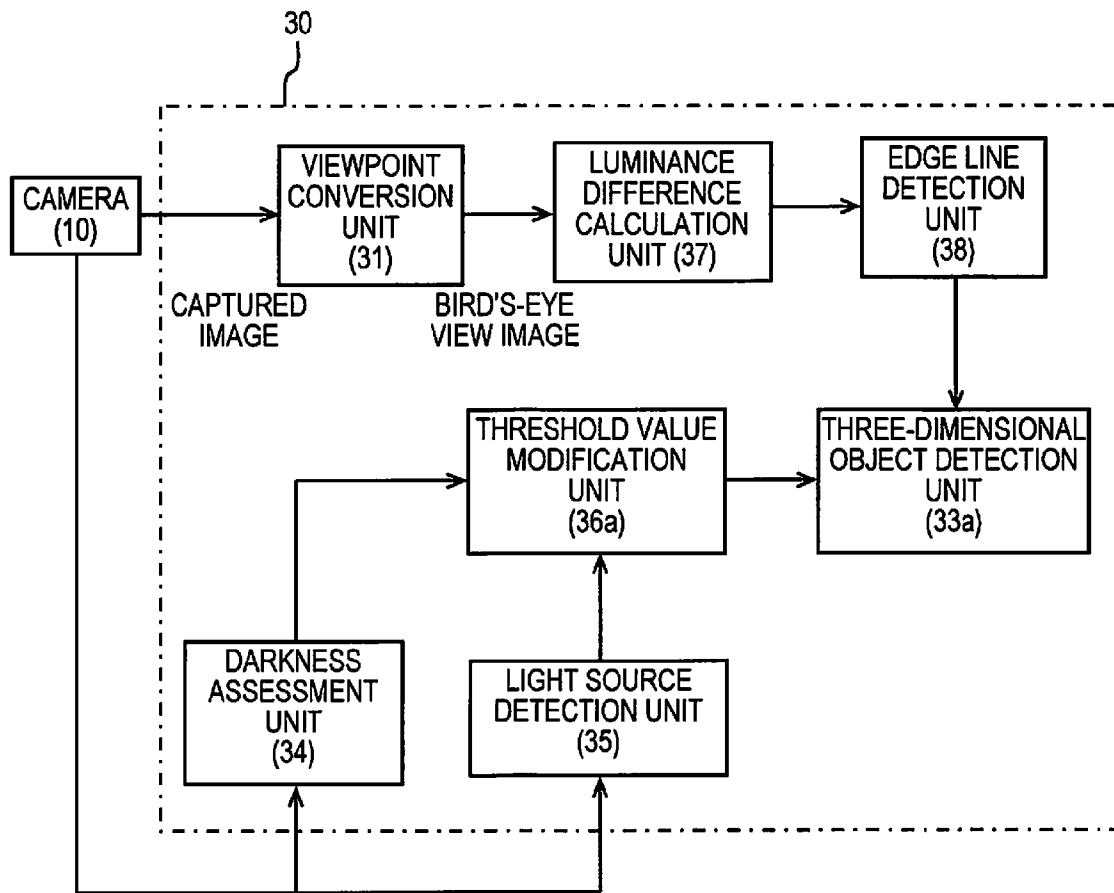 30
CAMERA
(10)
VIEWPOINT
CONVERSION
UNIT
(31)
LUMINANCE
DIFFERENCE
CALCULATION
UNIT (37)
EDGE LINE
DETECTION
UNIT
(38)
CAPTURED
IMAGE
BIRD'S-EYE
VIEW IMAGE
THRESHOLD VALUE
MODIFICATION
UNIT
(36a)
THREE-DIMENSIONAL
OBJECT DETECTION
UNIT
(33a)
DARKNESS
ASSESSMENT
UNIT
(34)
LIGHT SOURCE
DETECTION UNIT
(35)